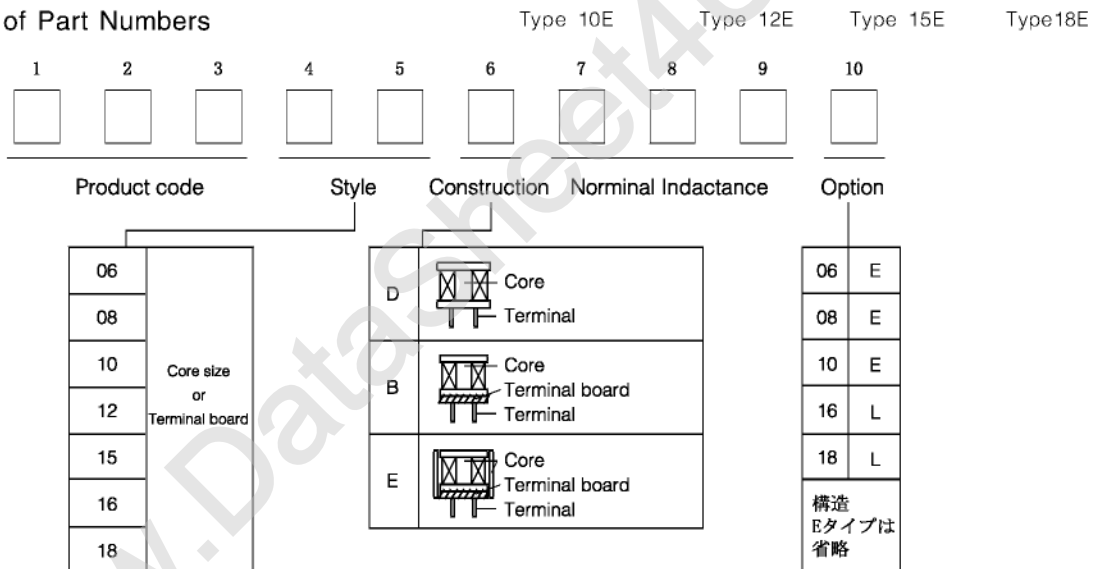 of Part Numbers
Type 10E Type 12E Type 15E Type18E
1 2 3 4 5 6 7 8 9 10
Product code Style Construction Norminal Indactance Option
06
08
10
12
15
16
18
Core size
or
Terminal board
D
Core
Terminal
B
Core
Terminal board
Terminal
E
Core
Terminal board
Terminal
06 E
08 E
10 E
16 L
18 L
構造
Eタイプは
省略
w.DataSheet4